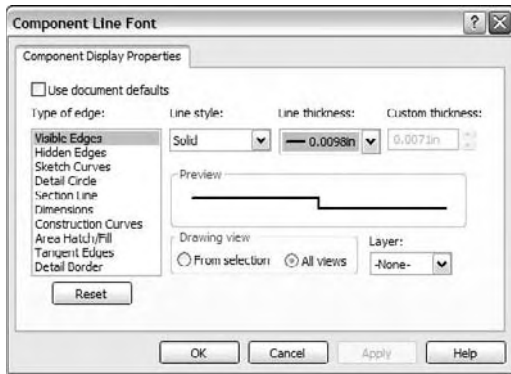 Component Line Font
Component Display Properties
Use document defaults
Type of edge:
Line style:
Line thickness:
Custom thickness:
Visible Edges
Hidden Edges
Sketch Curves
Detail Circle
Section Line
Dimensions
Construction Curves
Area Hatch/Fill
Tangent Edges
Detail Border
Solid
0.0098in
0.0071in
Preview
Drawing view
From selection
All views
Layer:
-None-
Reset
OK
Cancel
Apply
Help